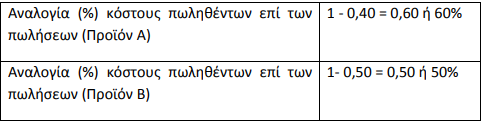 Αναλογία (%) κόστους πωληθέντων επί των 1 - 0,40 = 0,60 ή 60%
πωλήσεων (Προϊόν Α)
Αναλογία (%) κόστους πωληθέντων επί των 1- 0,50 = 0,50 ή 50%
πωλήσεων (Προϊόν Β)